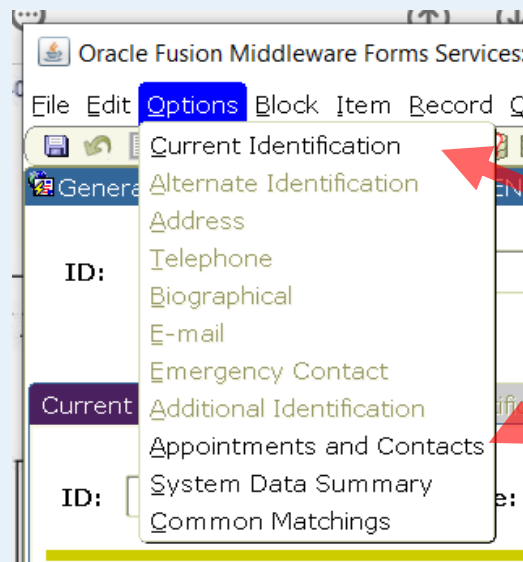 Oracle Fusion Middleware Forms Services:
File Edit Options Block Item Record
Current Identification
Genera
Alternate Identification
Address
ID:
Telephone
Biographical
E-mail
Emergency Contact
Current
Additional Identification
Appointments and Contacts
ID:
System Data Summary
e:
Common Matchings